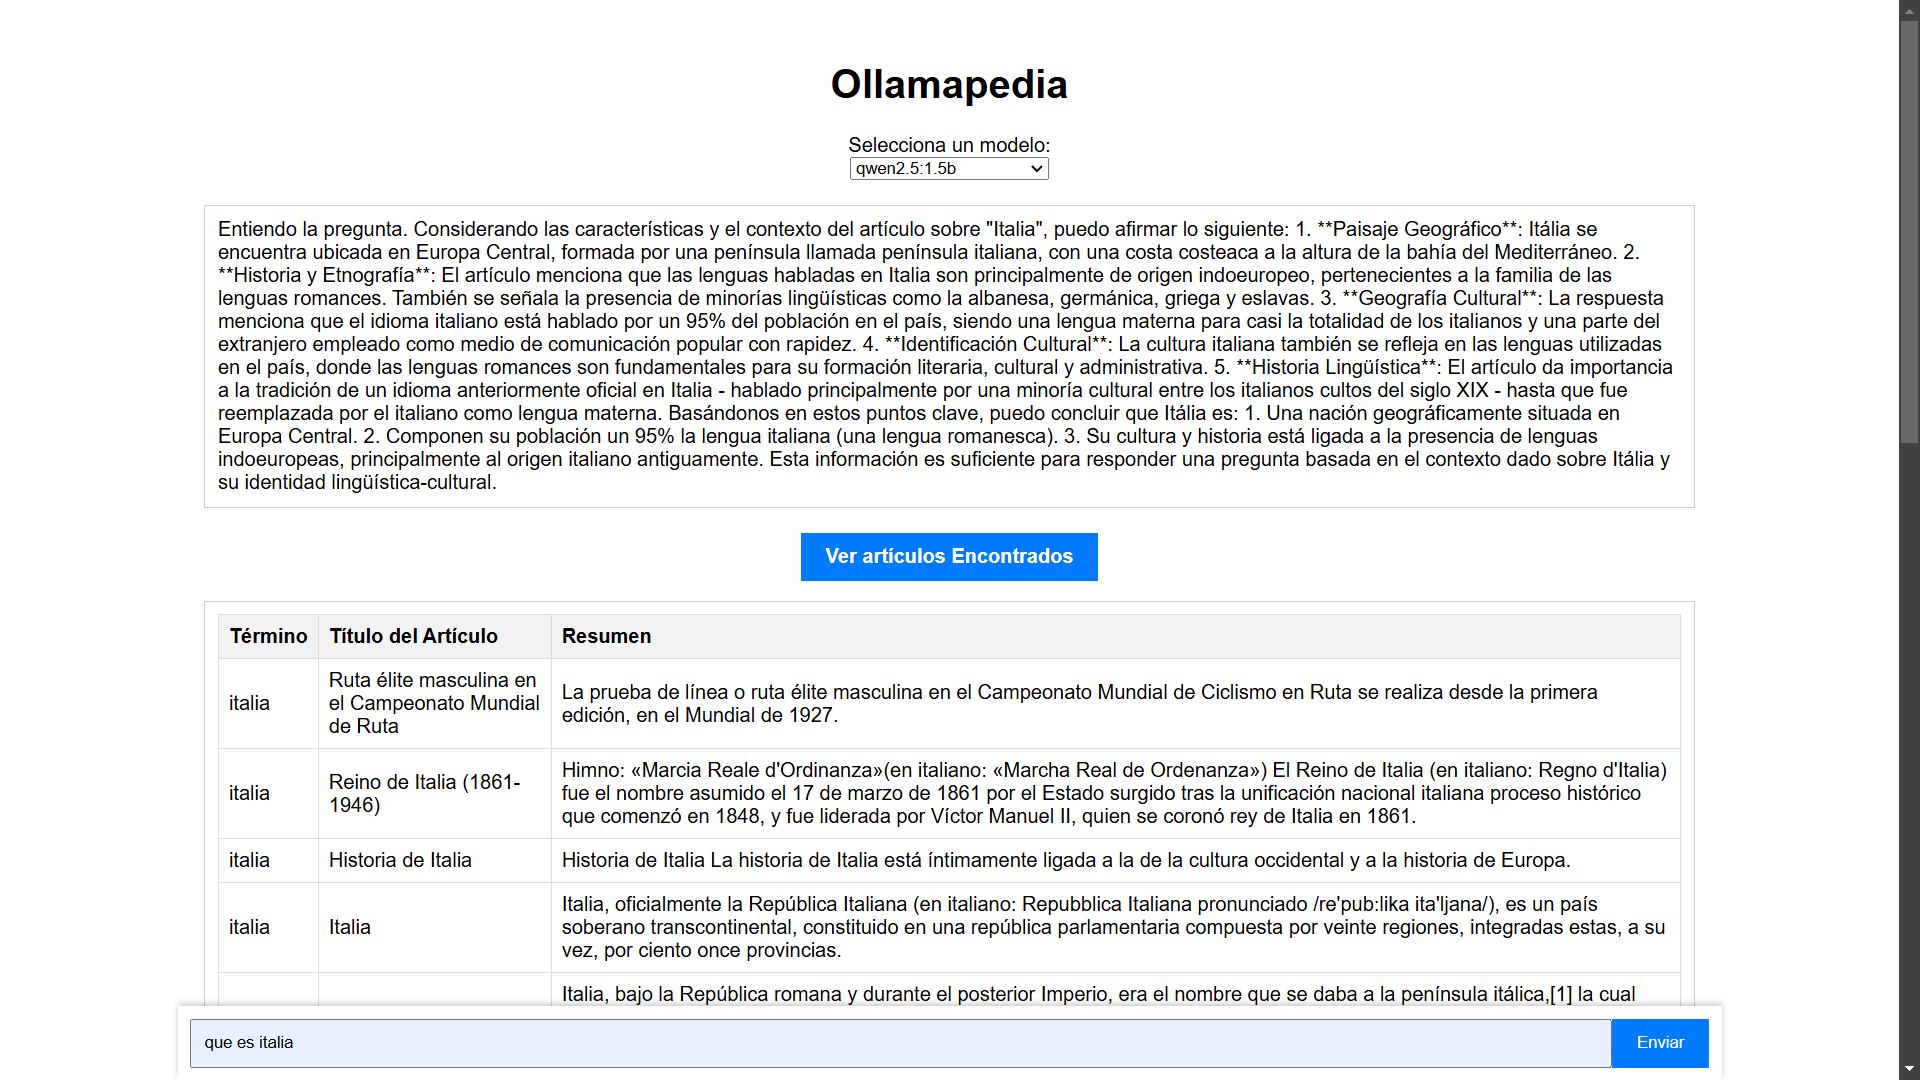 Ollamapedia
Selecciona un modelo:
qwen2.5:1.5b
Entiendo la pregunta. Considerando las características y el contexto del artículo sobre "Italia", puedo afirmar lo siguiente: 1. **Paisaje Geográfico**: Itália se
encuentra ubicada en Europa Central, formada por una península llamada península italiana, con una costa costeaca a la altura de la bahía del Mediterráneo. 2.
**Historia y Etnografía**: El artículo menciona que las lenguas habladas en Italia son principalmente de origen indoeuropeo, pertenecientes a la familia de las
lenguas romances. También se señala la presencia de minorías lingüísticas como la albanesa, germánica, griega y eslavas. 3. **Geografía Cultural**: La respuesta
menciona que el idioma italiano está hablado por un 95% del población en el país, siendo una lengua materna para casi la totalidad de los italianos y una parte del
extranjero empleado como medio de comunicación popular con rapidez. 4. **Identificación Cultural**: La cultura italiana también se refleja en las lenguas utilizadas
en el país, donde las lenguas romances son fundamentales para su formación literaria, cultural y administrativa. 5. **Historia Lingüística**: El artículo da importancia
a la tradición de un idioma anteriormente oficial en Italia - hablado principalmente por una minoría cultural entre los italianos cultos del siglo XIX - hasta que fue
reemplazada por el italiano como lengua materna. Basándonos en estos puntos clave, puedo concluir que Itália es: 1. Una nación geográficamente situada en
Europa Central. 2. Componen su población un 95% la lengua italiana (una lengua romanesca). 3. Su cultura y historia está ligada a la presencia de lenguas
indoeuropeas, principalmente al origen italiano antiguamente. Esta información es suficiente para responder una pregunta basada en el contexto dado sobre Itália y
su identidad lingüística-cultural.
Ver artículos Encontrados
Término Título del Artículo Resumen
italia
Ruta élite masculina en
el Campeonato Mundial
de Ruta
La prueba de línea o ruta élite masculina en el Campeonato Mundial de Ciclismo en Ruta se realiza desde la primera
edición, en el Mundial de 1927.
italia
Reino de Italia (1861-
1946)
Himno: «Marcia Reale d'Ordinanza»(en italiano: «Marcha Real de Ordenanza») El Reino de Italia (en italiano: Regno d'Italia)
fue el nombre asumido el 17 de marzo de 1861 por el Estado surgido tras la unificación nacional italiana proceso histórico
que comenzó en 1848, y fue liderada por Víctor Manuel II, quien se coronó rey de Italia en 1861.
italia
Historia de Italia
Historia de Italia La historia de Italia está íntimamente ligada a la de la cultura occidental y a la historia de Europa.
italia
Italia
Italia, oficialmente la República Italiana (en italiano: Repubblica Italiana pronunciado /re'pub:lika ita'ljana/), es un país
soberano transcontinental, constituido en una república parlamentaria compuesta por veinte regiones, integradas estas, a su
vez, por ciento once provincias.
Italia, bajo la República romana y durante el posterior Imperio, era el nombre que se daba a la península itálica,[1] la cual
que es italia
Enviar